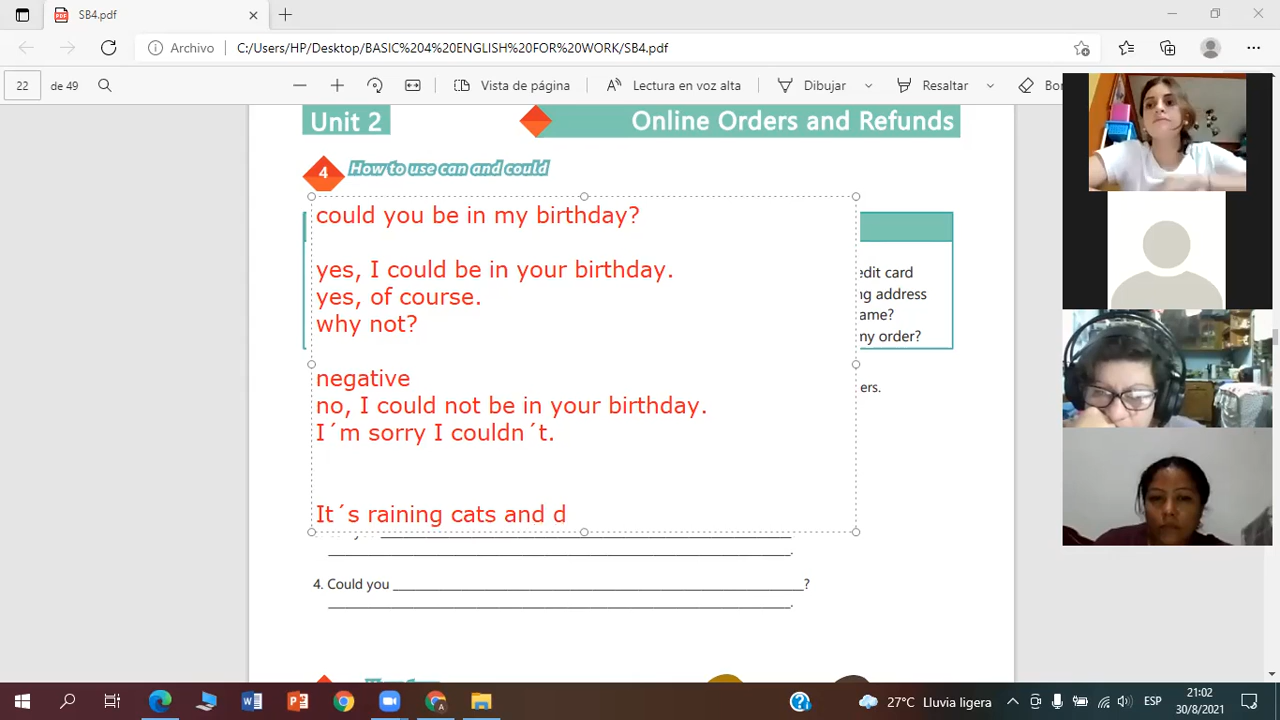 SB4.pdf
Archivo
C:/Users/HP/Desktop/BASIC%204%20ENGLISH%20FOR%20WORK/SB4.pdf
22
de 49
Vista de página
Lectura en voz alta
Dibujar
Resaltar
Bor
Unit 2
Online Orders and Refunds
4
How to use can and could
could you be in my birthday?
yes, I could be in your birthday.
edit card
yes, of course.
ng address
why not?
ame?
my order?
negative
ers.
no, I could not be in your birthday.
I´m sorry I couldn´t.
It´s raining cats and d
4. Could you ?
27°C Lluvia ligera
ESP
21:02
30/8/2021